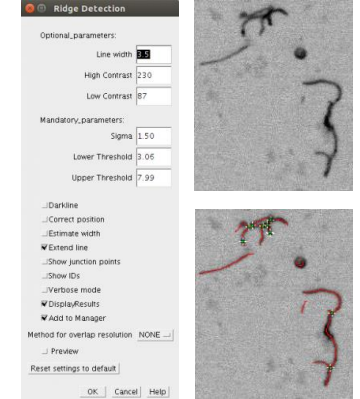 Ridge Detection
Optional_parameters:
Line width 3.5
High Contrast 230
Low Contrast 87
Mandatory_parameters:
Sigma 1.50
Lower Threshold 3.06
Upper Threshold 7.99
Darkline
Correct position
Estimate width
Extend line
Show junction points
Show IDs
Verbose mode
DisplayResults
Add to Manager
Method for overlap resolution NONE
Preview
Reset settings to default
OK Cancel Help